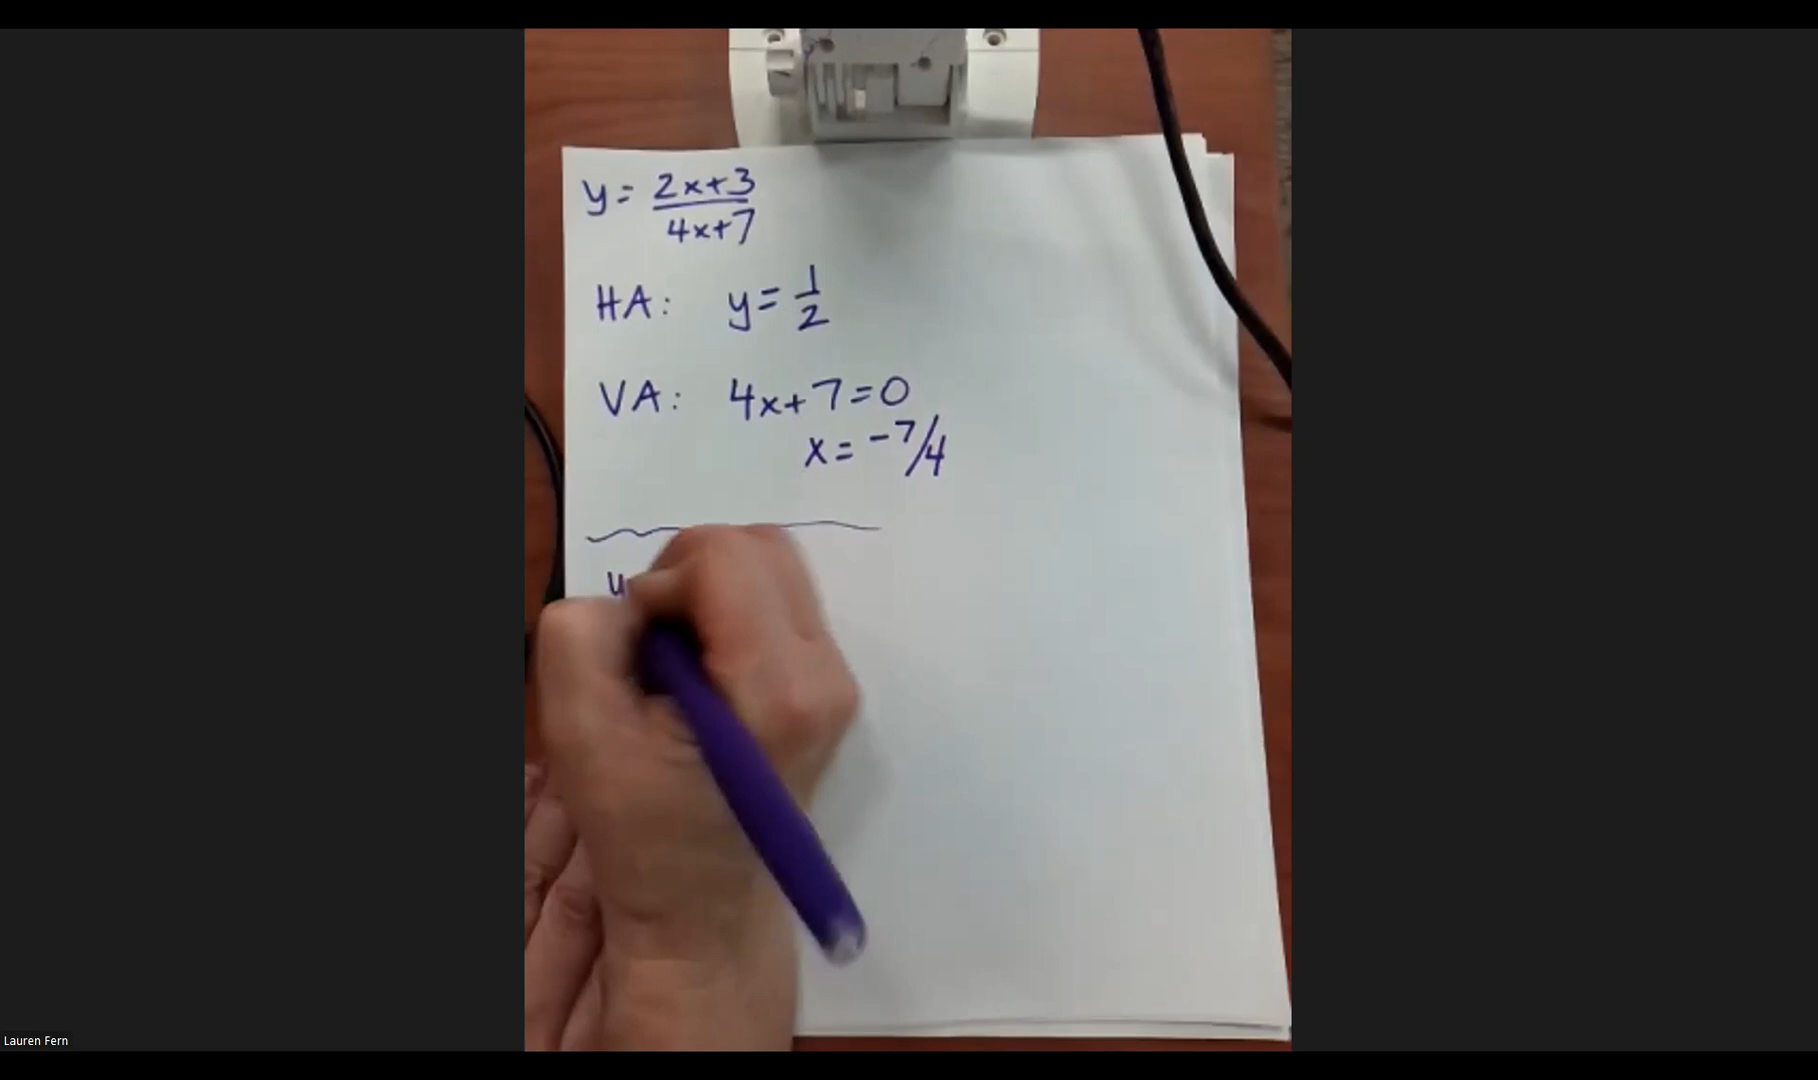 y = 2x+3
4x+7
HA: y = 1/2
VA: 4x+7=0
x = -7/4
y
Lauren Fern